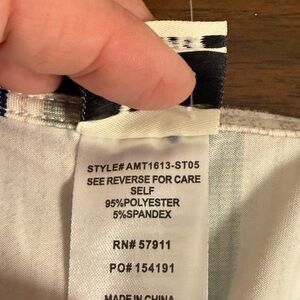 STYLE# AMT1613-ST05
SEE REVERSE FOR CARE
SELF
95%POLYESTER
5%SPANDEX
RN# 57911
PO# 154191
MADE IN CHINA